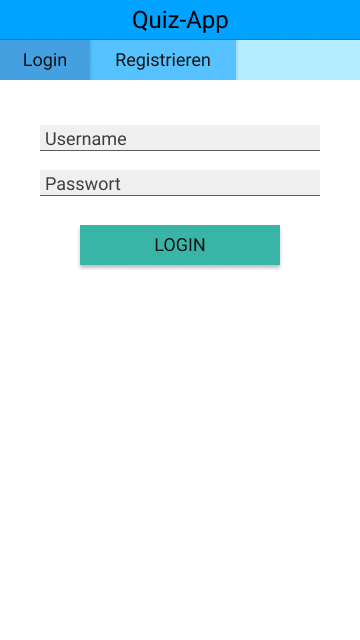 Quiz-App
Login Registrieren
Username
Passwort
LOGIN